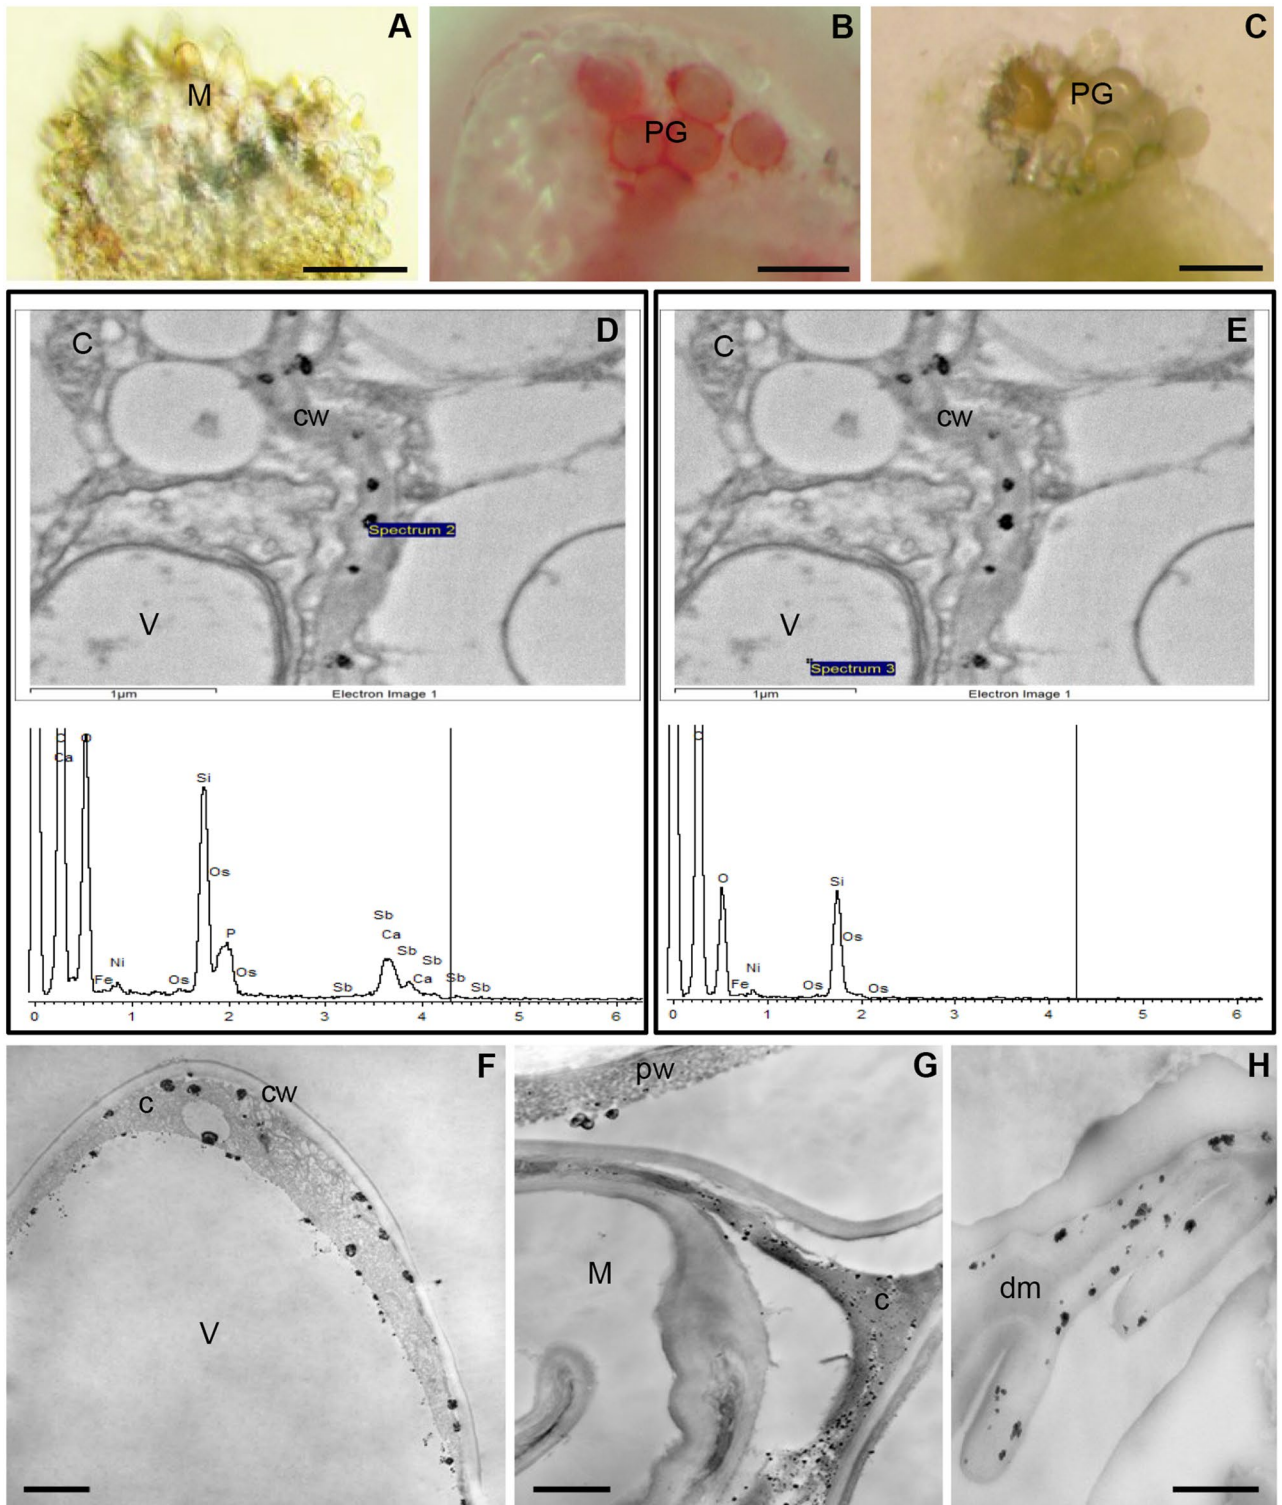 A
M
B
PG
C
PG
D
C
cw
Spectrum 2
V
1µm
Electron Image 1
E
C
cw
Spectrum 3
V
1µm
Electron Image 1
C
O
Ca
Si
Os
P
Os
Fe
Ni
Os
Sb
Sb
Ca
Sb
Sb
Ca
Sb
Sb
0 1 2 3 4 5 6
C
O
Si
Os
Fe
Ni
Os
Os
0 1 2 3 4 5 6
F
c
cw
V
G
pw
M
c
H
dm